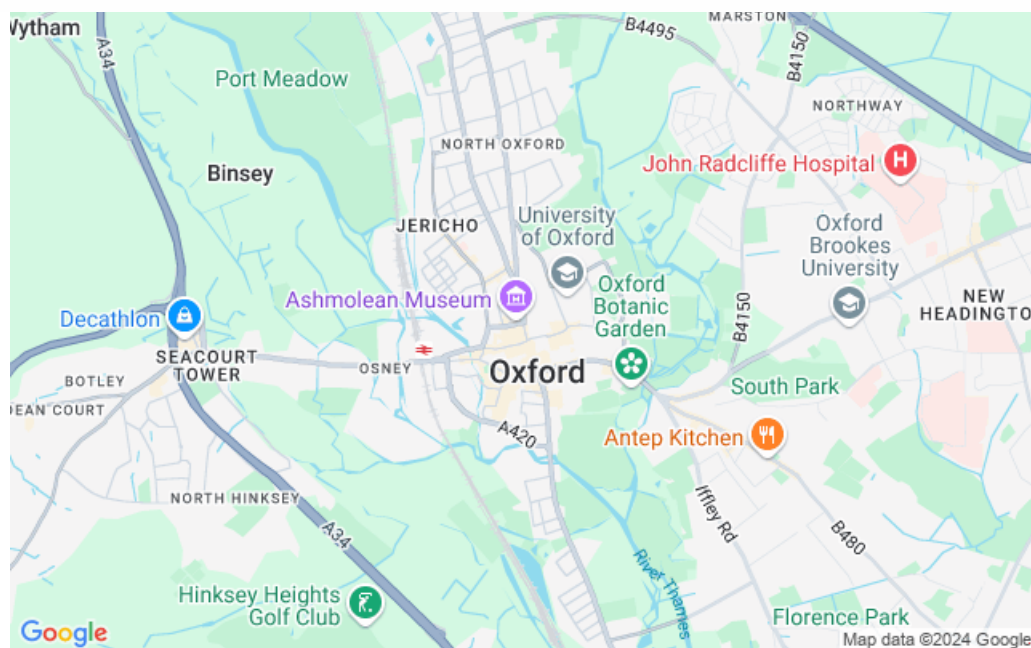 Wytham
A34
B4495
MARSTON
B4150
Port Meadow
NORTHWAY
NORTH OXFORD
John Radcliffe Hospital
H
Binsey
JERICHO
University
of Oxford
Oxford
Brookes
University
Ashmolean Museum
Oxford
Botanic
Garden
B4150
NEW
HEADINGTO
Decathlon
SEACOURT
TOWER
OSNEY
Oxford
BOTLEY
DEAN COURT
South Park
A420
Antep Kitchen
NORTH HINKSEY
A34
Iffley Rd
B480
River Thames
Hinksey Heights
Golf Club
Florence Park
Google
Map data ©2024 Google